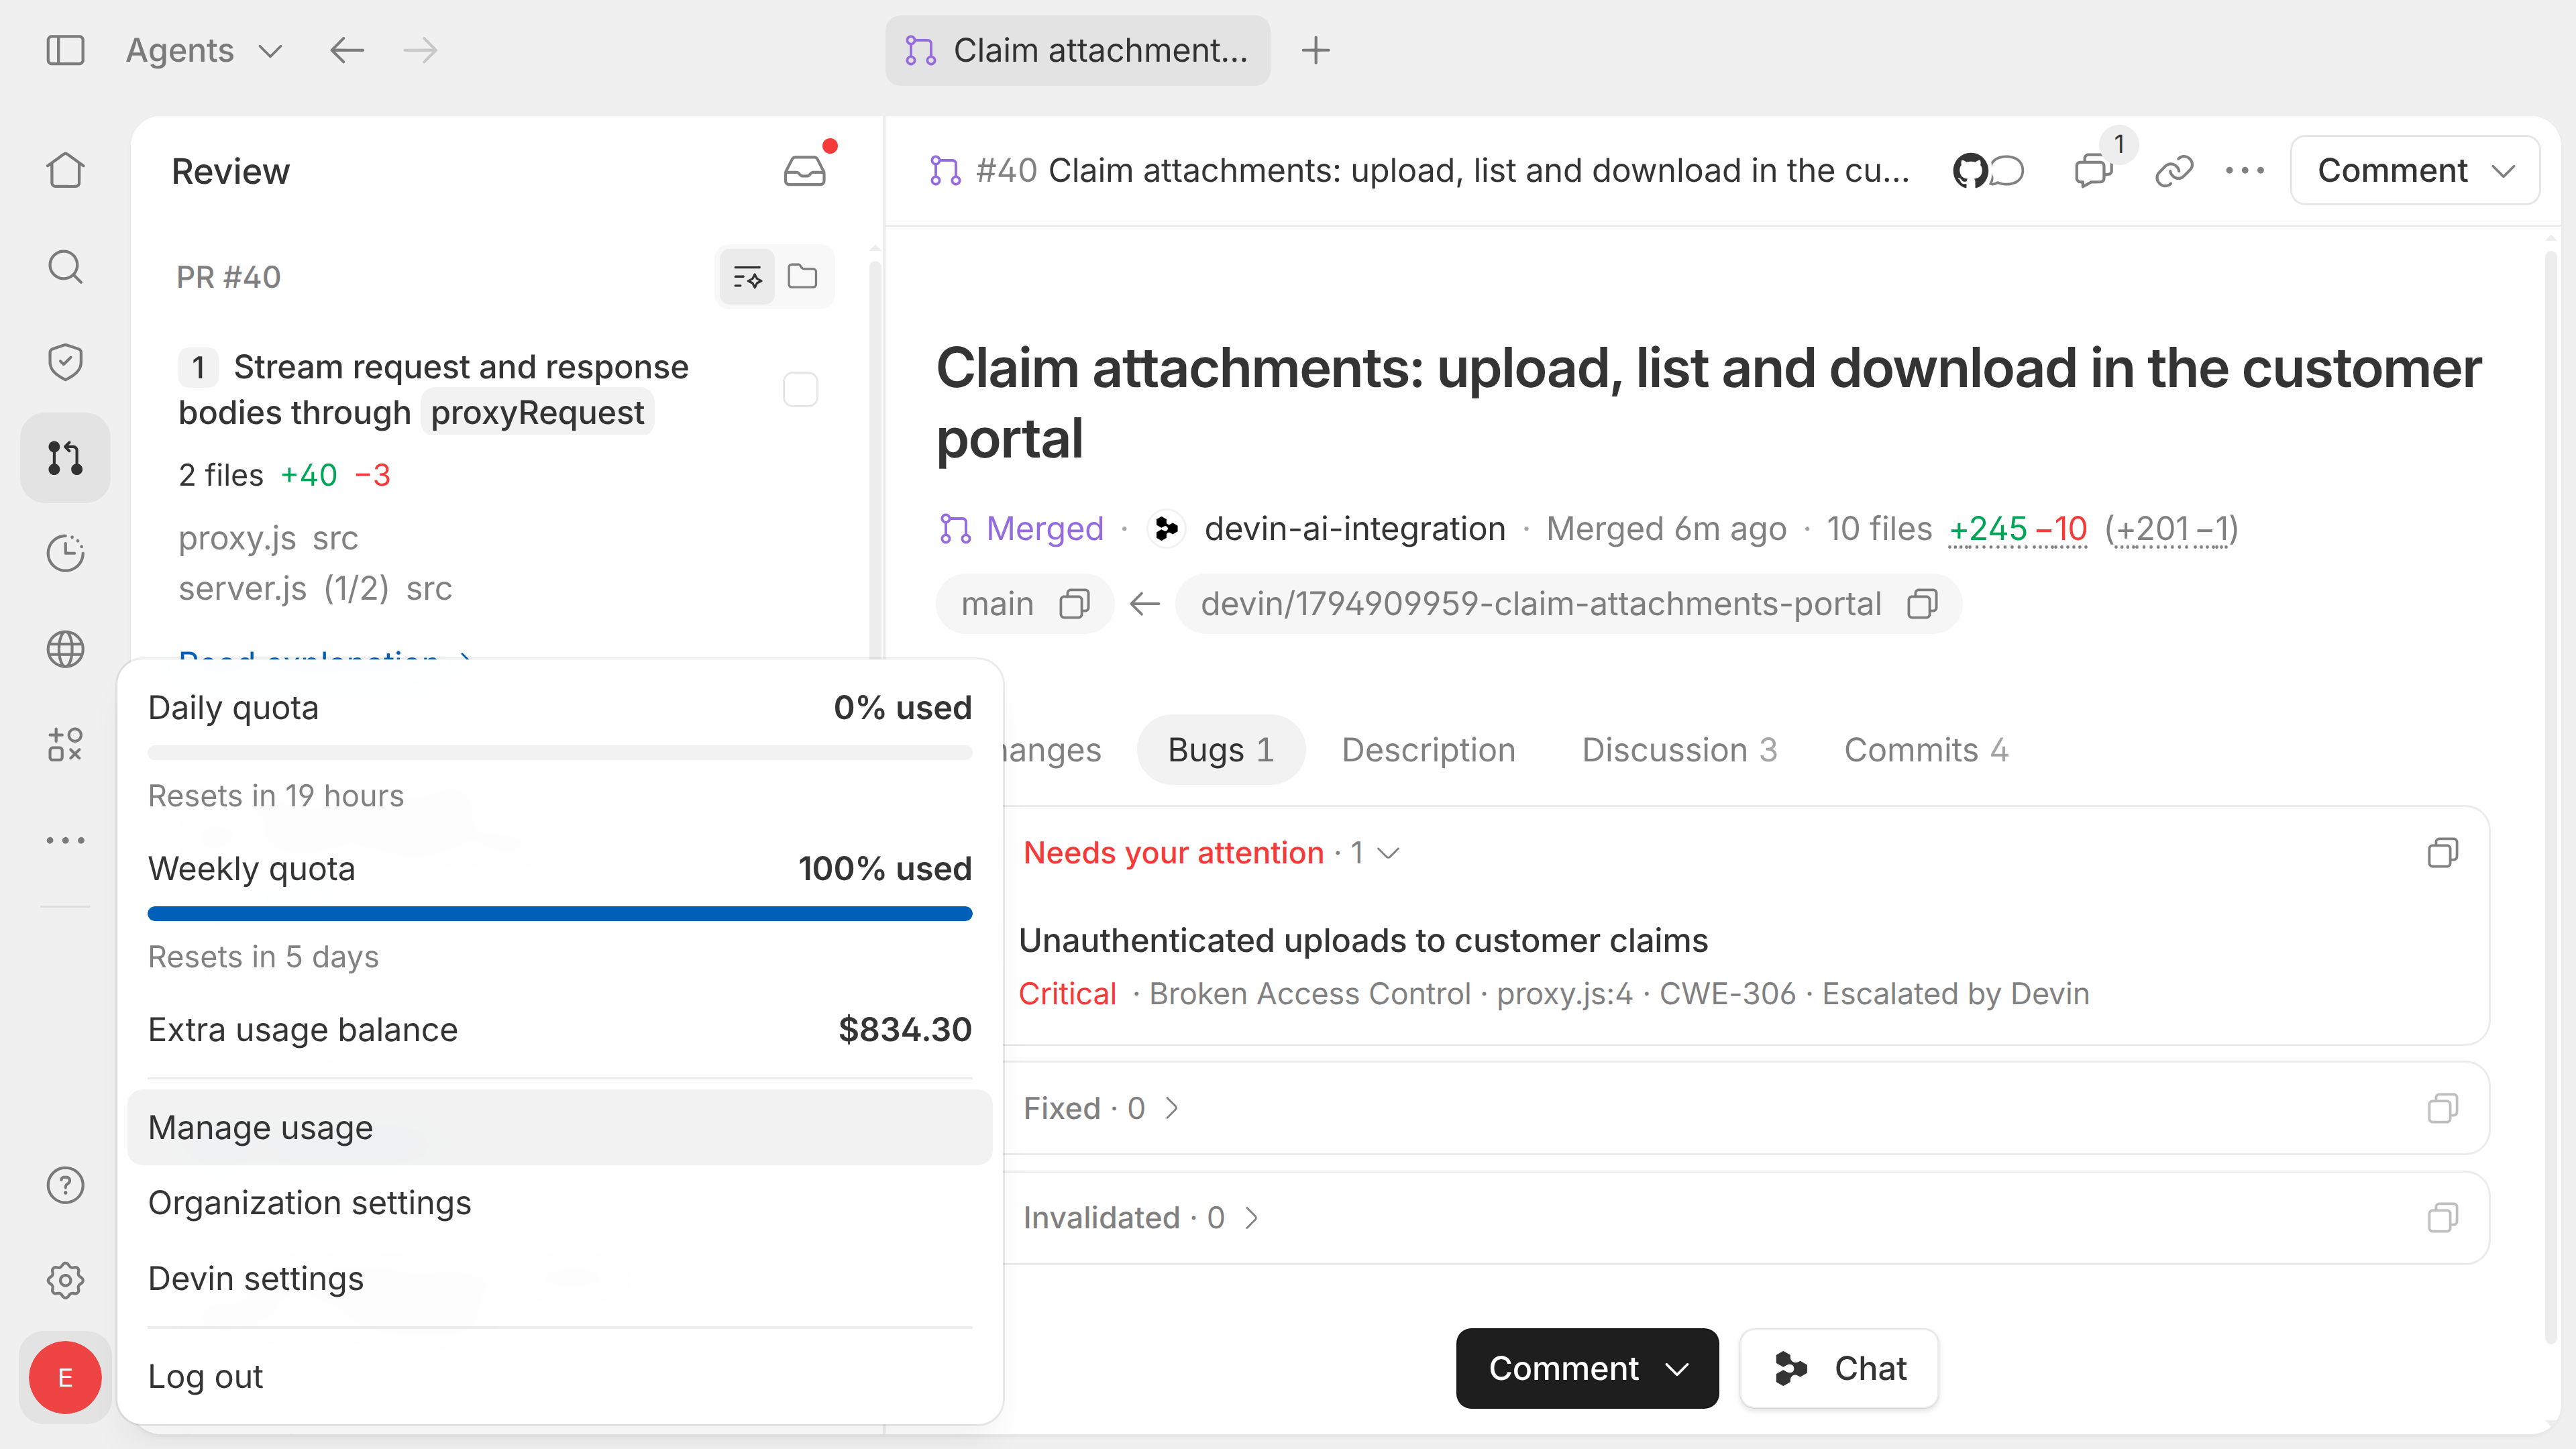 Agents
Claim attachment...
Review
PR #40
1 Stream request and response
bodies through proxyRequest
2 files +40 −3
proxy.js src
server.js (1/2) src
Read explanation
Daily quota 0% used
Resets in 19 hours
Weekly quota 100% used
Resets in 5 days
Extra usage balance $834.30
Manage usage
Organization settings
Devin settings
Log out
E
#40 Claim attachments: upload, list and download in the cu...
1
Comment
Claim attachments: upload, list and download in the customer
portal
Merged · devin-ai-integration · Merged 6m ago · 10 files +245 −10 (+201 −1)
main ← devin/1794909959-claim-attachments-portal
anges Bugs 1 Description Discussion 3 Commits 4
Needs your attention · 1
Unauthenticated uploads to customer claims
Critical · Broken Access Control · proxy.js:4 · CWE-306 · Escalated by Devin
Fixed · 0
Invalidated · 0
Comment
Chat